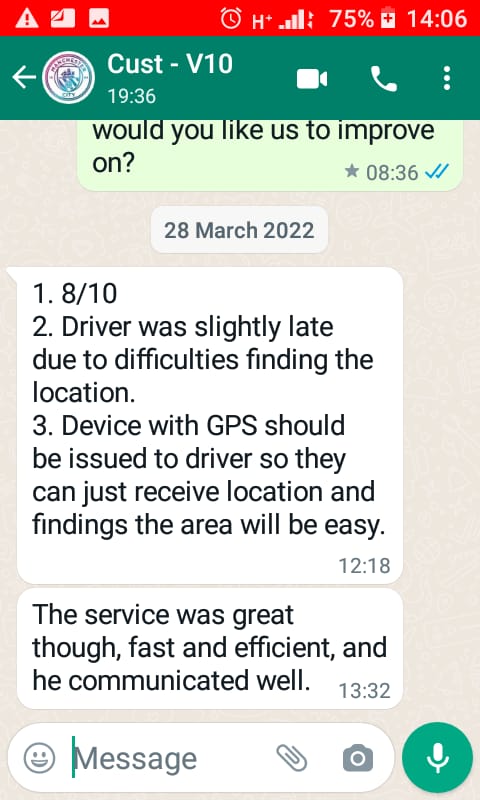 H+ 75% 14:06
Cust - V10
19:36
would you like us to improve
on?
08:36
28 March 2022
1. 8/10
2. Driver was slightly late
due to difficulties finding the
location.
3. Device with GPS should
be issued to driver so they
can just receive location and
findings the area will be easy.
12:18
The service was great
though, fast and efficient, and
he communicated well.
13:32
Message